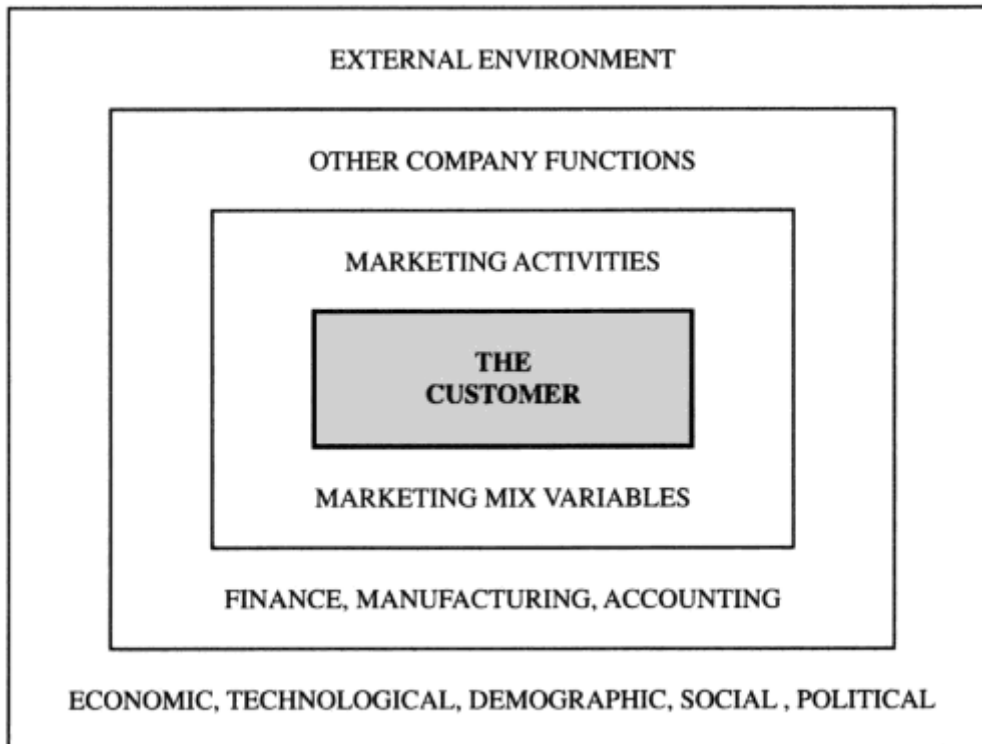 EXTERNAL ENVIRONMENT
OTHER COMPANY FUNCTIONS
MARKETING ACTIVITIES
THE
CUSTOMER
MARKETING MIX VARIABLES
FINANCE, MANUFACTURING, ACCOUNTING
ECONOMIC, TECHNOLOGICAL, DEMOGRAPHIC, SOCIAL , POLITICAL